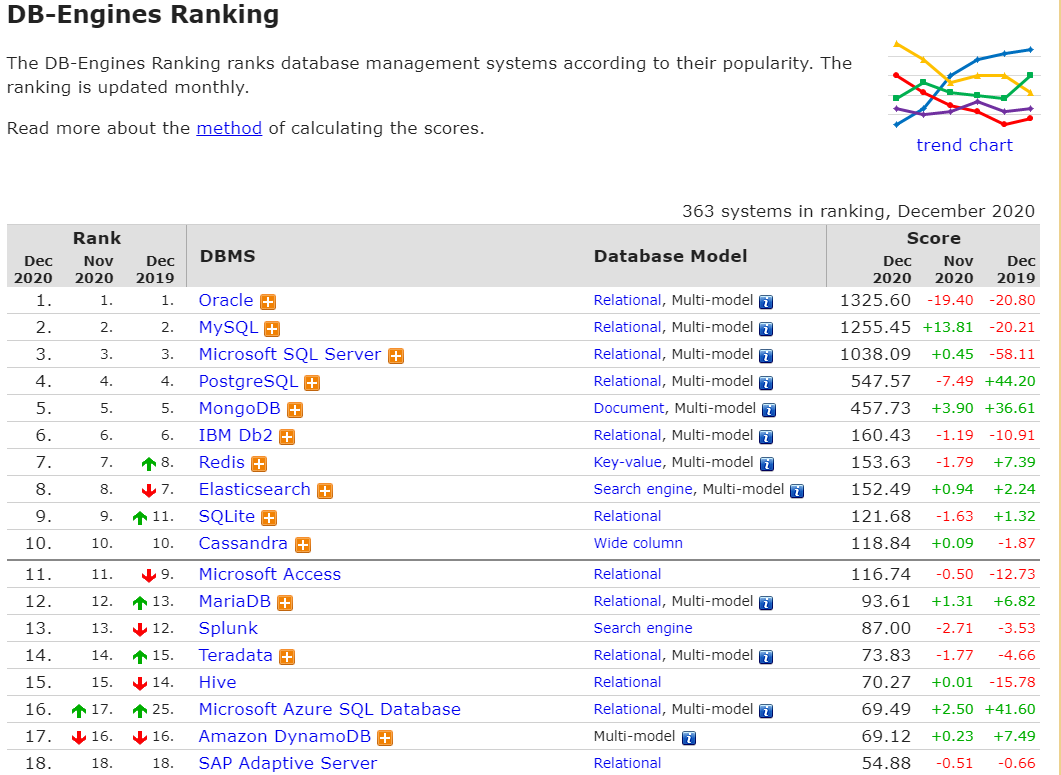 DB-Engines Ranking
The DB-Engines Ranking ranks database management systems according to their popularity. The
ranking is updated monthly.
Read more about the method of calculating the scores.
trend chart
363 systems in ranking, December 2020
Rank DBMS Database Model Score
Dec 2020 Nov 2020 Dec 2019 Dec 2020 Nov 2020 Dec 2019
1. 1. 1. Oracle Relational, Multi-model 1325.60 -19.40 -20.80
2. 2. 2. MySQL Relational, Multi-model 1255.45 +13.81 -20.21
3. 3. 3. Microsoft SQL Server Relational, Multi-model 1038.09 +0.45 -58.11
4. 4. 4. PostgreSQL Relational, Multi-model 547.57 -7.49 +44.20
5. 5. 5. MongoDB Document, Multi-model 457.73 +3.90 +36.61
6. 6. 6. IBM Db2 Relational, Multi-model 160.43 -1.19 -10.91
7. 7. 8. Redis Key-value, Multi-model 153.63 -1.79 +7.39
8. 8. 7. Elasticsearch Search engine, Multi-model 152.49 +0.94 +2.24
9. 9. 11. SQLite Relational 121.68 -1.63 +1.32
10. 10. 10. Cassandra Wide column 118.84 +0.09 -1.87
11. 11. 9. Microsoft Access Relational 116.74 -0.50 -12.73
12. 12. 13. MariaDB Relational, Multi-model 93.61 +1.31 +6.82
13. 13. 12. Splunk Search engine 87.00 -2.71 -3.53
14. 14. 15. Teradata Relational, Multi-model 73.83 -1.77 -4.66
15. 15. 14. Hive Relational 70.27 +0.01 -15.78
16. 17. 25. Microsoft Azure SQL Database Relational, Multi-model 69.49 +2.50 +41.60
17. 16. 16. Amazon DynamoDB Multi-model 69.12 +0.23 +7.49
18. 18. 18. SAP Adaptive Server Relational 54.88 -0.51 -0.66